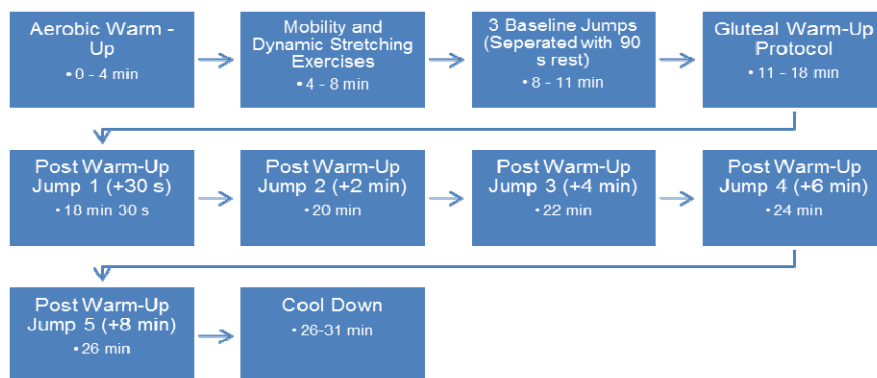 Aerobic Warm -
Up
• 0 - 4 min
Mobility and
Dynamic Stretching
Exercises
• 4 - 8 min
3 Baseline Jumps
(Seperated with 90
s rest)
• 8 - 11 min
Gluteal Warm-Up
Protocol
• 11 - 18 min
Post Warm-Up
Jump 1 (+30 s)
• 18 min 30 s
Post Warm-Up
Jump 2 (+2 min)
• 20 min
Post Warm-Up
Jump 3 (+4 min)
• 22 min
Post Warm-Up
Jump 4 (+6 min)
• 24 min
Post Warm-Up
Jump 5 (+8 min)
• 26 min
Cool Down
• 26-31 min